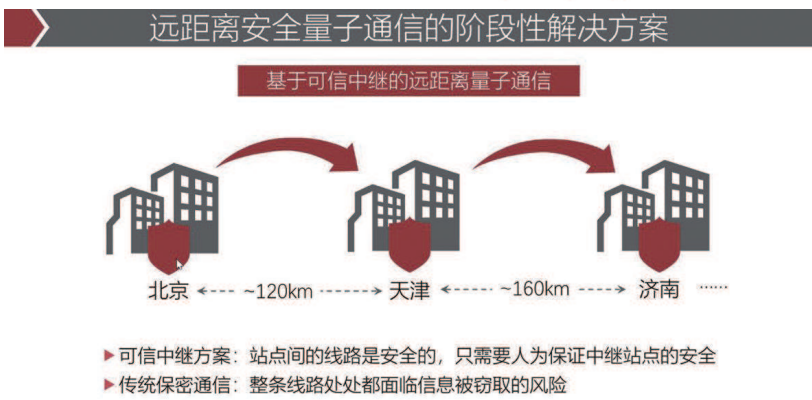 远距离安全量子通信的阶段性解决方案
基于可信中继的远距离量子通信
北京 ~120km 天津 ~160km 济南 ……
可信中继方案：站点间的线路是安全的，只需要人为保证中继站点的安全
传统保密通信：整条线路处处都面临信息被窃取的风险